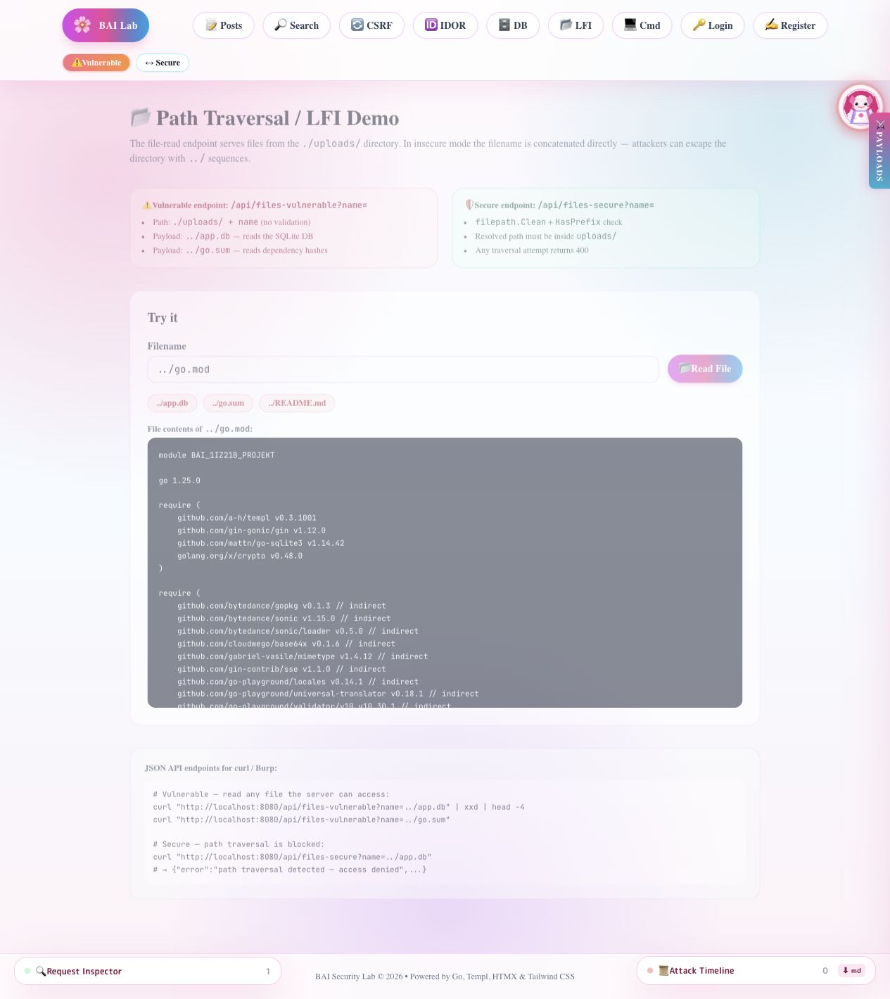 BAI Lab
Posts
Search
CSRF
IDOR
DB
LFI
Cmd
Login
Register
Vulnerable
↔ Secure
PAYLOADS
Path Traversal / LFI Demo
The file-read endpoint serves files from the ./uploads/ directory. In insecure mode the filename is concatenated directly — attackers can escape the
directory with ../ sequences.
Vulnerable endpoint: /api/files-vulnerable?name=
• Path: ./uploads/ + name (no validation)
• Payload: ../app.db — reads the SQLite DB
• Payload: ../go.sum — reads dependency hashes
Secure endpoint: /api/files-secure?name=
• filepath.Clean + HasPrefix check
• Resolved path must be inside uploads/
• Any traversal attempt returns 400
Try it
Filename
../go.mod
Read File
../app.db
../go.sum
../README.md
File contents of ../go.mod:
module BAI_1IZ21B_PROJEKT
go 1.25.0
require (
github.com/a-h/templ v0.3.1001
github.com/gin-gonic/gin v1.12.0
github.com/mattn/go-sqlite3 v1.14.42
golang.org/x/crypto v0.48.0
)
require (
github.com/bytedance/gopkg v0.1.3 // indirect
github.com/bytedance/sonic v1.15.0 // indirect
github.com/bytedance/sonic/loader v0.5.0 // indirect
github.com/cloudwego/base64x v0.1.6 // indirect
github.com/gabriel-vasile/mimetype v1.4.12 // indirect
github.com/gin-contrib/sse v1.1.0 // indirect
github.com/go-playground/locales v0.14.1 // indirect
github.com/go-playground/universal-translator v0.18.1 // indirect
github.com/go-playground/validator/v10 v10.30.1 // indirect
JSON API endpoints for curl / Burp:
# Vulnerable — read any file the server can access:
curl "http://localhost:8080/api/files-vulnerable?name=../app.db" | xxd | head -4
curl "http://localhost:8080/api/files-vulnerable?name=../go.sum"
# Secure — path traversal is blocked:
curl "http://localhost:8080/api/files-secure?name=../app.db"
# → {"error":"path traversal detected — access denied",...}
Request Inspector 1
BAI Security Lab © 2026 • Powered by Go, Templ, HTMX & Tailwind CSS
Attack Timeline 0 ⬇ md